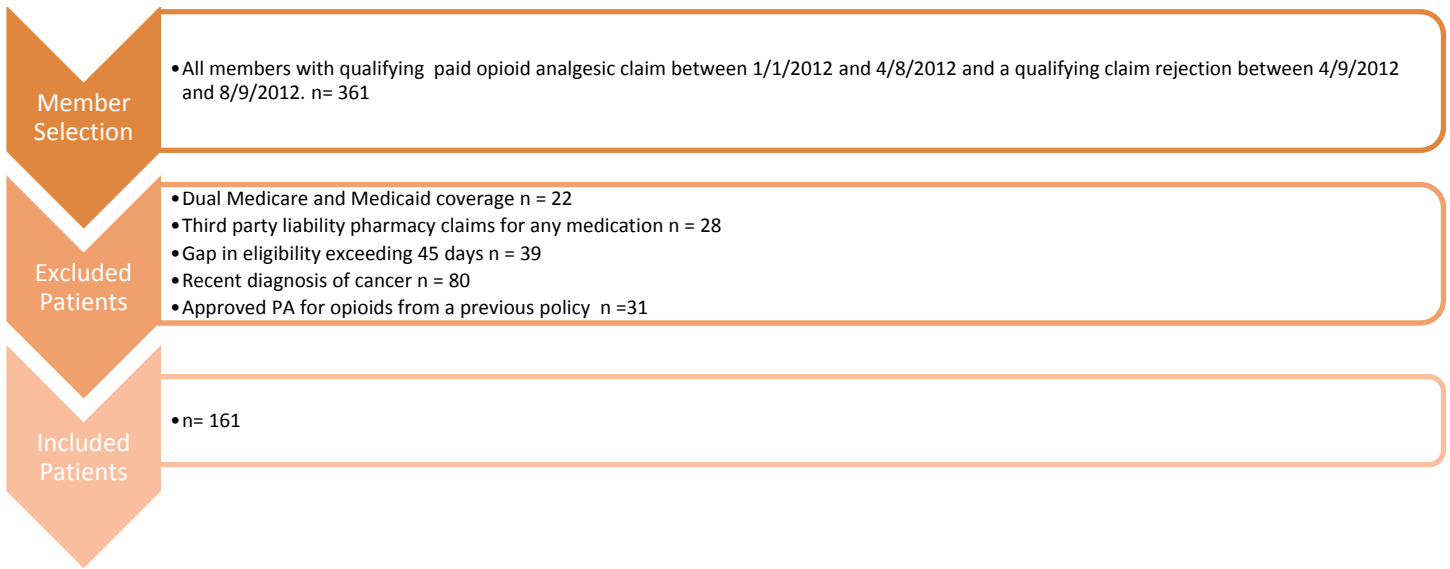 Member
Selection
•All members with qualifying  paid opioid analgesic claim between 1/1/2012 and 4/8/2012 and a qualifying claim rejection between 4/9/2012
and 8/9/2012. n= 361
Excluded
Patients
•Dual Medicare and Medicaid coverage n = 22
•Third party liability pharmacy claims for any medication n = 28
•Gap in eligibility exceeding 45 days n = 39
•Recent diagnosis of cancer n = 80
•Approved PA for opioids from a previous policy  n =31
Included
Patients
•n= 161